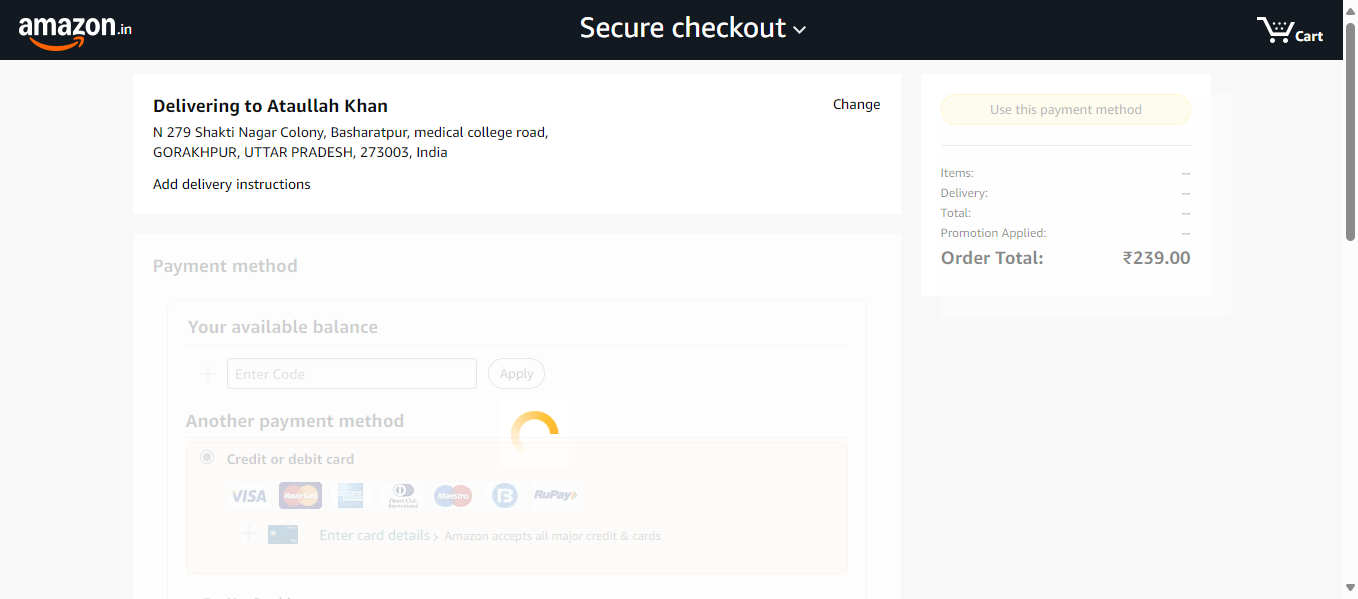 amazon.in
Secure checkout
Cart
Delivering to Ataullah Khan
Change
N 279 Shakti Nagar Colony, Basharatpur, medical college road,
GORAKHPUR, UTTAR PRADESH, 273003, India
Add delivery instructions
Use this payment method
Items: --
Delivery: --
Total: --
Promotion Applied: --
Order Total: ₹239.00
Payment method
Your available balance
Enter Code
Apply
Another payment method
Credit or debit card
VISA MasterCard Maestro RuPay
Enter card details Amazon accepts all major credit & cards